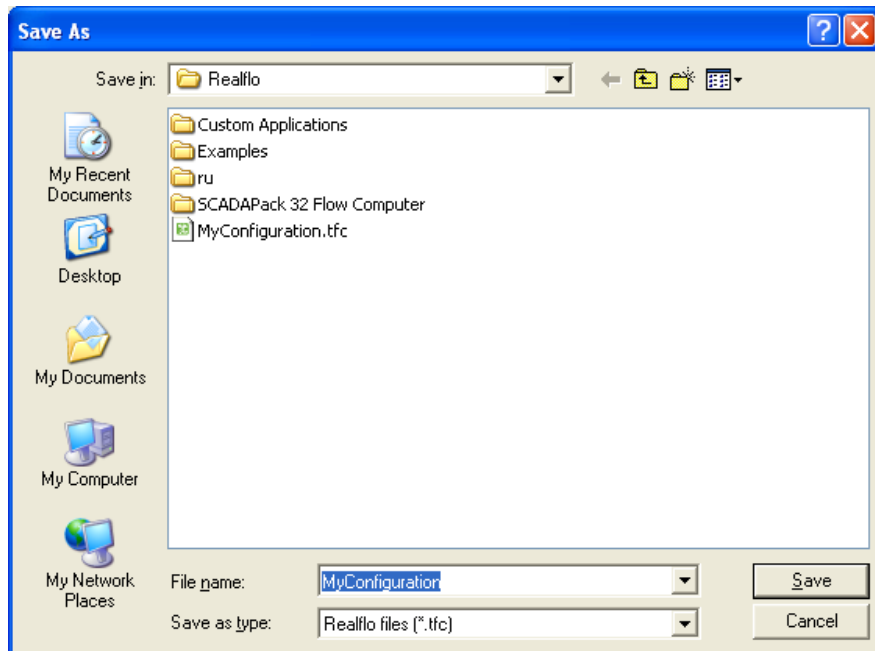 Save As
Save in:
Realflo
My Recent
Documents
Desktop
My Documents
My Computer
My Network
Places
Custom Applications
Examples
ru
SCADAPack 32 Flow Computer
MyConfiguration.tfc
File name:
MyConfiguration
Save
Save as type:
Realflo files (*.tfc)
Cancel